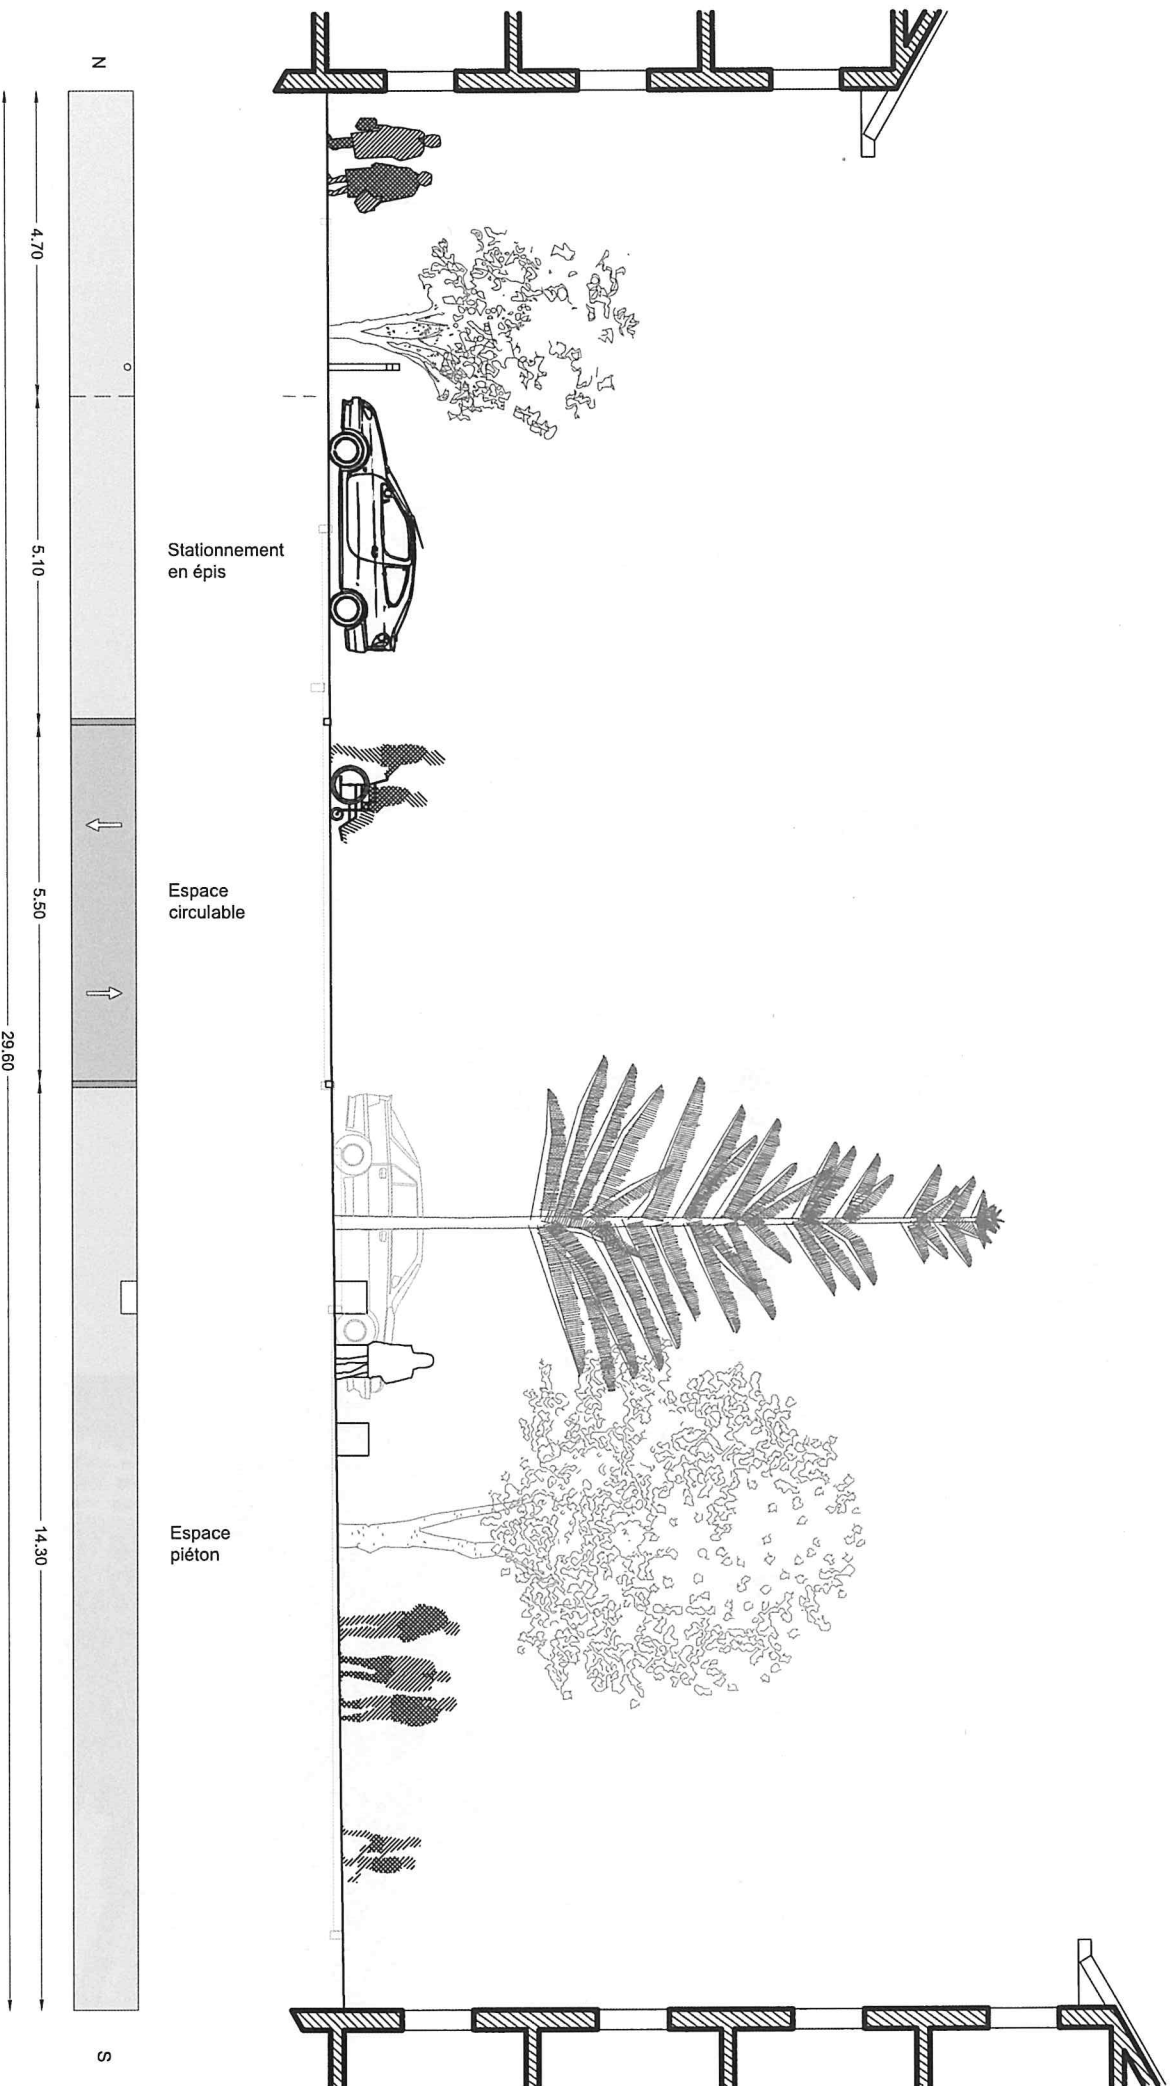 N
4.70
Stationnement
en épis
5.10
Espace
circulable
5.50
29.60
Espace
piéton
14.30
S